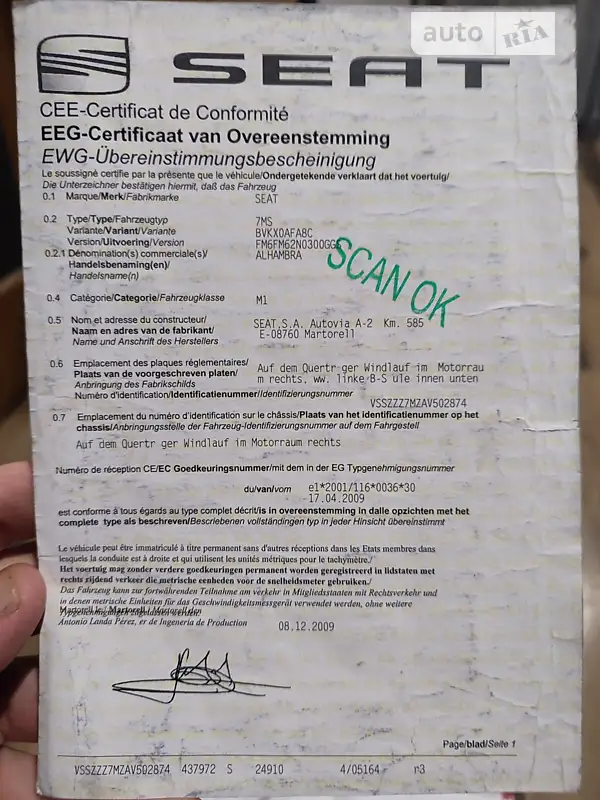 auto RIA
SEAT
CEE-Certificat de Conformité
EEG-Certificaat van Overeenstemming
EWG-Übereinstimmungsbescheinigung
Le soussigné certifie par la présente que le véhicule/Ondergetekende verklaart dat het voertuig/
Die Unterzeichner bestätigen hiermit, daß das Fahrzeug
0.1 Marque/Merk/Fabrikmarke SEAT
0.2 Type/Type/Fahrzeugtyp 7MS
Variante/Variant/Variante BVKX0AFA8C
Version/Uitvoering/Version FM6FM62N0300GG
0.2.1 Dénomination(s) commerciale(s)/ ALHAMBRA
Handelsbenaming(en)/
Handelsname(n)
SCAN OK
0.4 Catégorie/Categorie/Fahrzeugklasse M1
0.5 Nom et adresse du constructeur/ SEAT,S.A. Autovia A-2 Km. 585
Naam en adres van de fabrikant/ E-08760 Martorell
Name und Anschrift des Herstellers
0.6 Emplacement des plaques réglementaires/ Auf dem Quertr ger Windlauf im Motorrau
Plaats van de voorgeschreven platen/ m rechts, ww. linke B-S ule innen unten
Anbringung des Fabrikschilds
Numéro d'identification/Identificatienummer/Identifizierungsnummer VSSZZZ7MZAV502874
0.7 Emplacement du numéro d'identification sur le châssis/Plaats van het identificatienummer op het
chassis/Anbringungsstelle der Fahrzeug-Identifizierungsnummer auf dem Fahrgestell
Auf dem Quertr ger Windlauf im Motorraum rechts
Numéro de réception CE/EC Goedkeuringsnummer/mit dem in der EG Typgenehmigungsnummer
e1*2001/116*0036*30
du/van/vom 17.04.2009
est conforme à tous égards au type complet décrit/is in overeenstemming in dalle opzichten met het
complete type als beschreven/Beschriebenen vollständingen typ in jeder Hinsicht übereinstimmt
Le véhicule peut être immatriculé à titre permanent sans d'autres réceptions dans les Etats membres dans
lesquels la conduite est à droite et qui utilisent les unités métriques pour le tachymètre./
Het voertuig mag zonder verdere goedkeuringen permanent worden geregistreerd in lidstaten met
rechts rijdend verkeer die metrische eenheden voor de snelheidsmeter gebruiken./
Das Fahrzeug kann zur fortwährenden Teilnahme am verkehr in Mitgliedsstaaten mit Rechtsverkehr und
in denen metrische Einheiten für das Geschwindigkeitsmessgerät verwendet werden, ohne weitere
Typgenehmigungen zugelassen werden.
Martorell le / Martorell / Martorell den
Antonio Landa Pérez, er de Ingeneria de Production 08.12.2009
Page/blad/Seite 1
VSSZZZ7MZAV502874 437972 S 24910 4/05164 r3